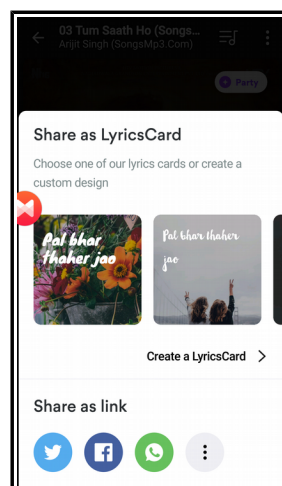 03 Tum Saath Ho (Songs...
Arijit Singh (SongsMp3.Com)
Party
Share as LyricsCard
Choose one of our lyrics cards or create a
custom design
Pal bhar
thaher jao
Pal bhar thaher
jao
Create a LyricsCard
Share as link